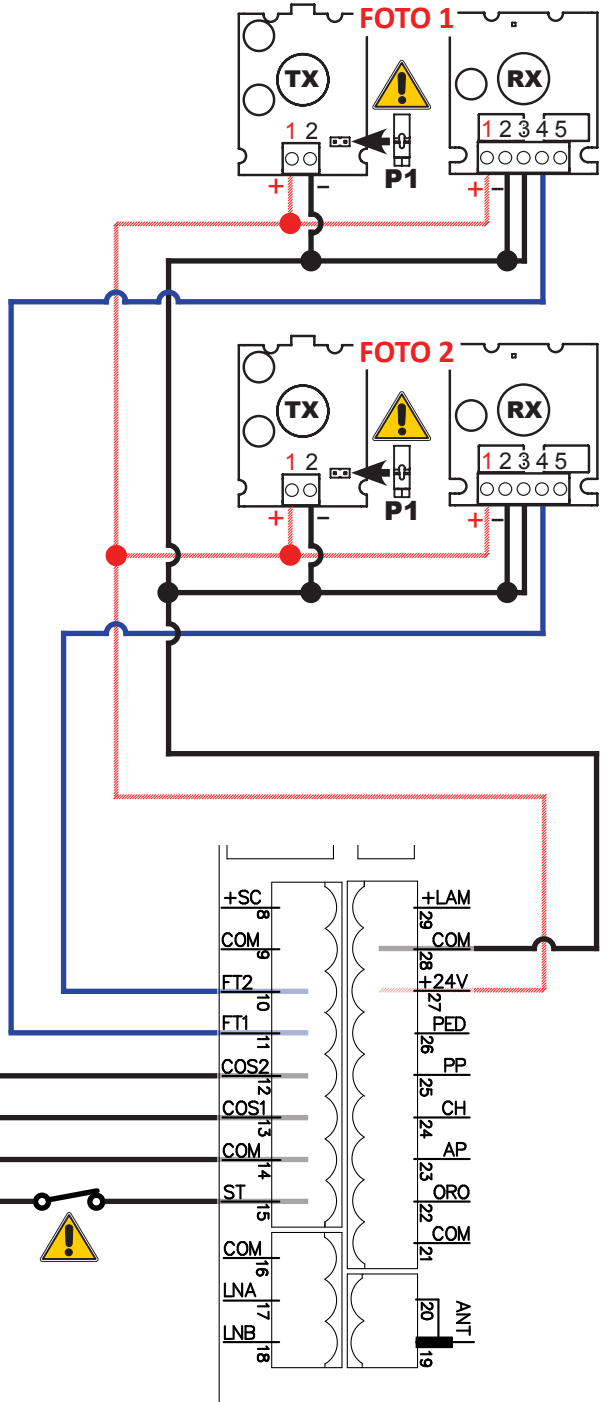 FOTO 1
TX
RX
1 2
1 2 3 4 5
+ −
P1
+ −
FOTO 2
TX
RX
1 2
1 2 3 4 5
+ −
P1
+ −
+SC 8
+LAM 29
COM 9
COM 28
FT2 10
+24V 27
FT1 11
PED 26
COS2 12
PP 25
COS1 13
CH 24
COM 14
AP 23
ST 15
ORO 22
COM 21
COM 16
LNA 17
20
ANT
LNB 18
19